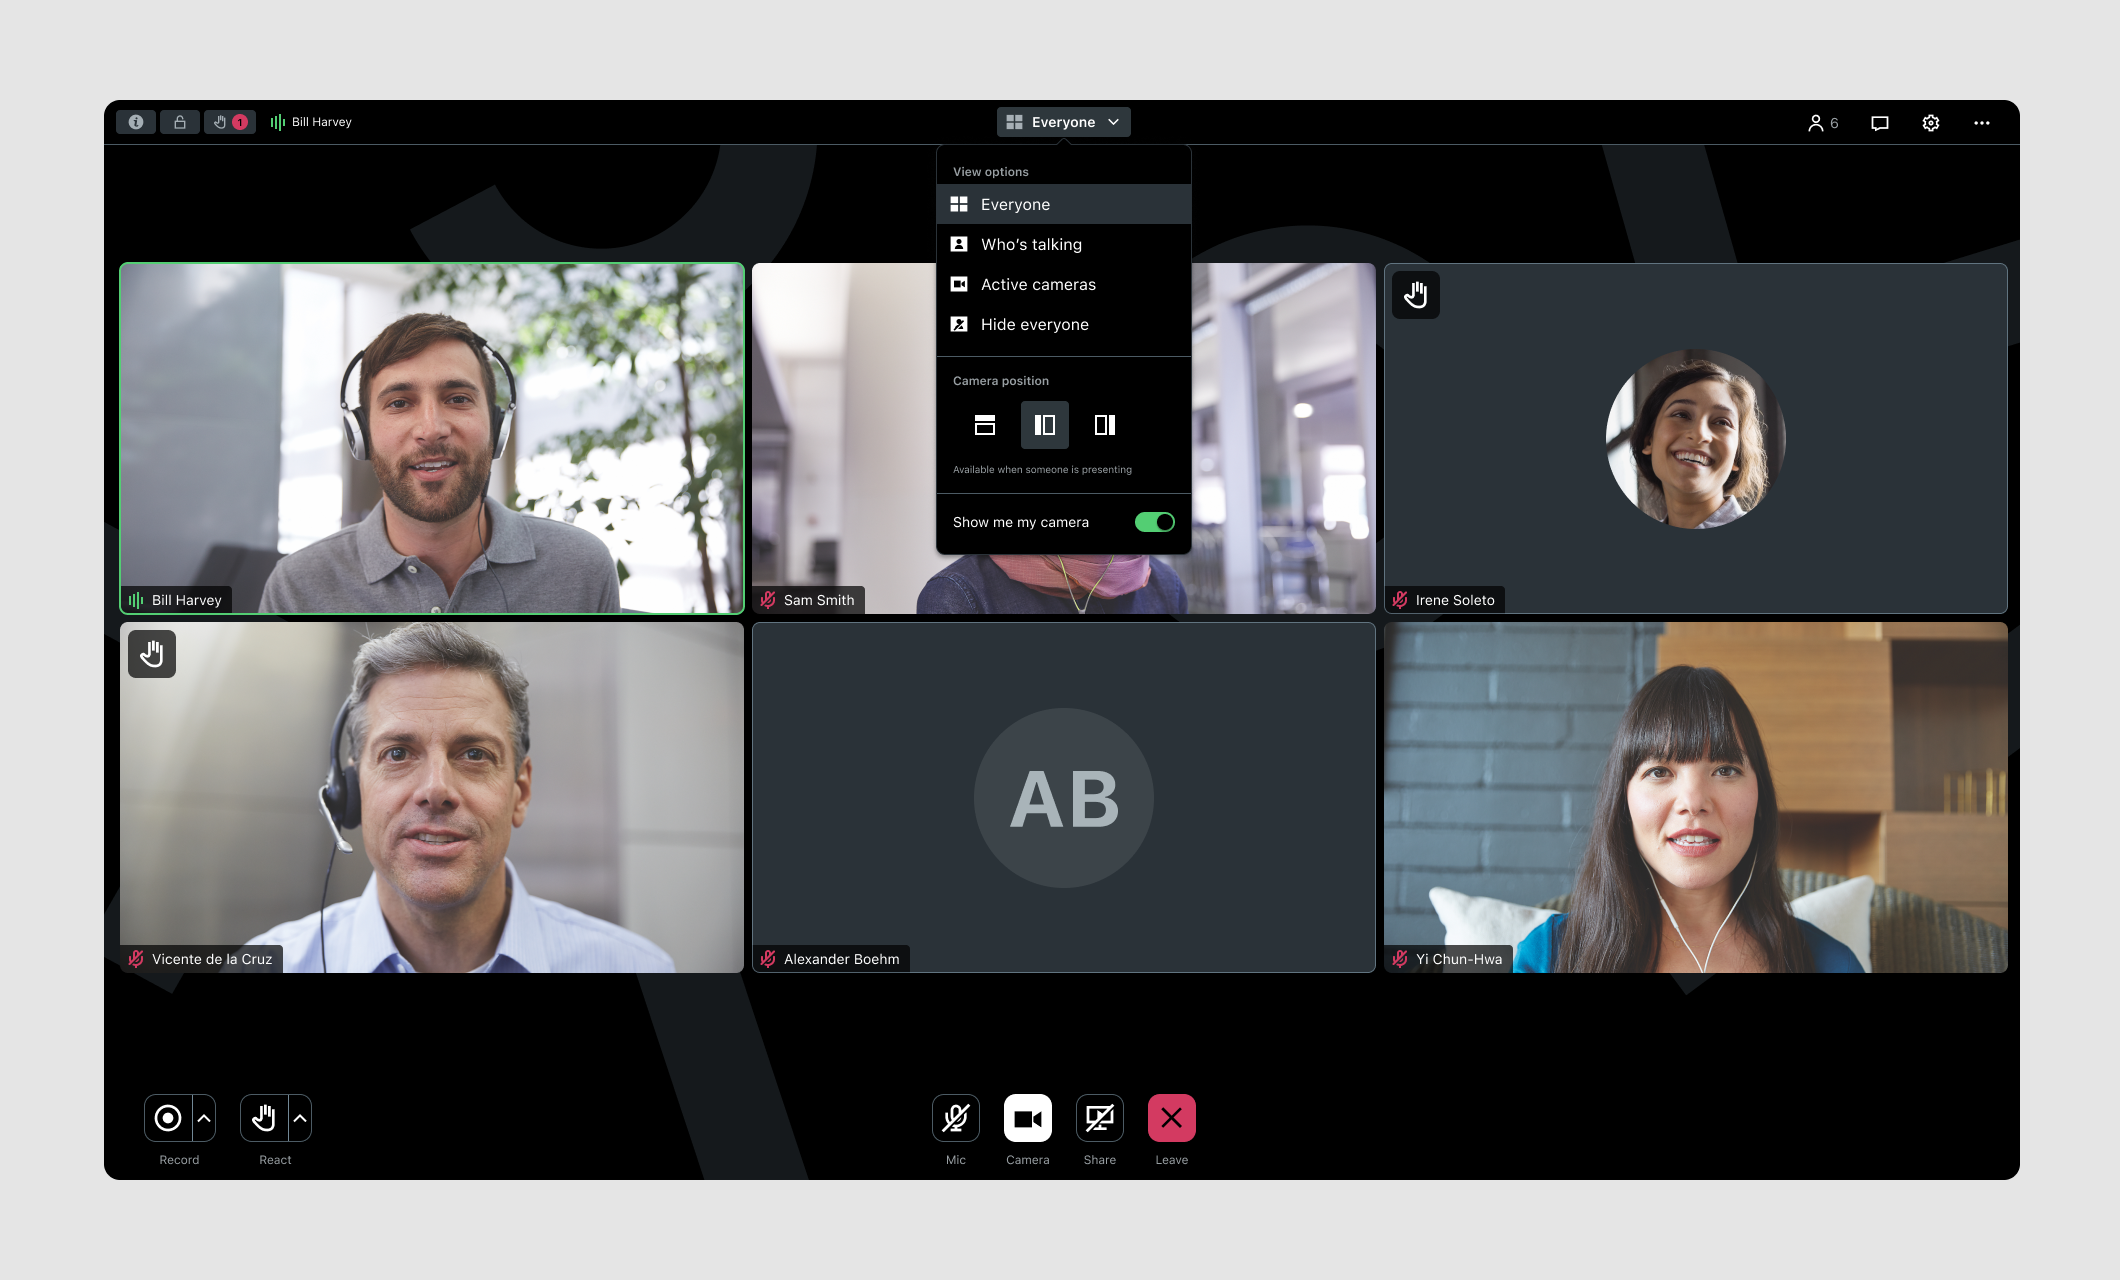 1
Bill Harvey
Everyone
6
View options
Everyone
Who's talking
Active cameras
Hide everyone
Camera position
Available when someone is presenting
Show me my camera
Bill Harvey
Sam Smith
Irene Soleto
AB
Vicente de la Cruz
Alexander Boehm
Yi Chun-Hwa
Record
React
Mic
Camera
Share
Leave